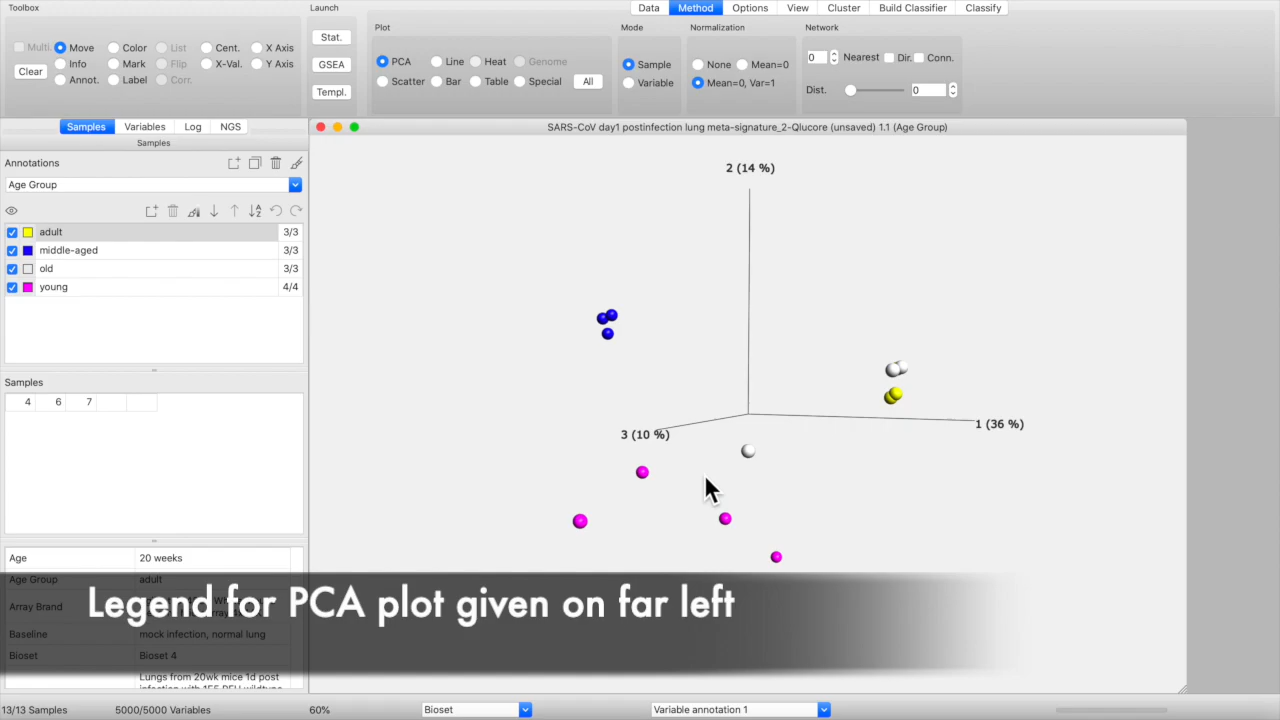 Toolbox
Launch
Data Method Options View Cluster Build Classifier Classify
Plot
Mode
Normalization
Network
Multi. Move Color List Cent. X Axis
Info Mark Flip X-Val. Y Axis
Clear
Annot. Label Corr.
Stat.
GSEA
Templ.
PCA Line Heat Genome
Scatter Bar Table Special All
Sample
Variable
None Mean=0
Mean=0, Var=1
0 Nearest Dir. Conn.
Dist. 0
Samples Variables Log NGS
Samples
SARS-CoV day1 postinfection lung meta-signature_2-Qlucore (unsaved) 1.1 (Age Group)
Annotations
Age Group
adult 3/3
middle-aged 3/3
old 3/3
young 4/4
2 (14 %)
1 (36 %)
3 (10 %)
Samples
4 6 7
Age 20 weeks
Age Group adult
Array Brand
Baseline mock infection, normal lung
Bioset Bioset 4
Lungs from 20wk mice 1d post
Legend for PCA plot given on far left
13/13 Samples 5000/5000 Variables 60% Bioset Variable annotation 1